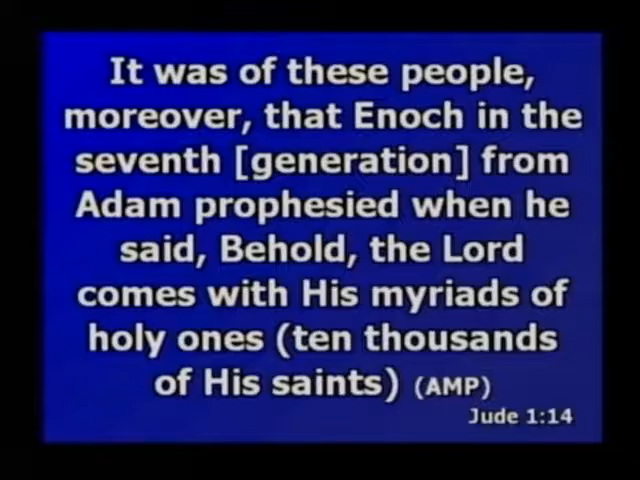 It was of these people,
moreover, that Enoch in the
seventh [generation] from
Adam prophesied when he
said, Behold, the Lord
comes with His myriads of
holy ones (ten thousands
of His saints) (AMP)
Jude 1:14